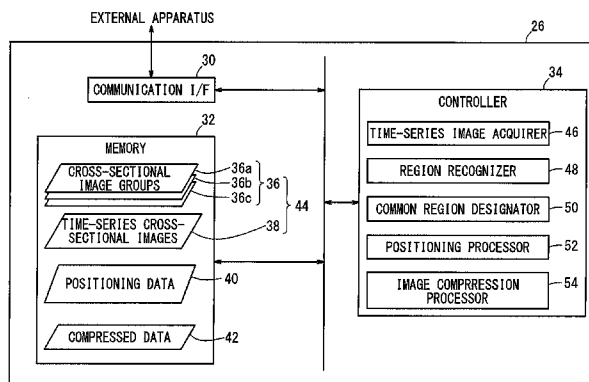 EXTERNAL APPARATUS
26
30
COMMUNICATION I/F
32
MEMORY
CROSS-SECTIONAL
IMAGE GROUPS
36a
36b
36c
36
44
TIME-SERIES CROSS-
SECTIONAL IMAGES
38
POSITIONING DATA
40
COMPRESSED DATA
42
34
CONTROLLER
TIME-SERIES IMAGE ACQUIRER
46
REGION RECOGNIZER
48
COMMON REGION DESIGNATOR
50
POSITIONING PROCESSOR
52
IMAGE COMPRRESSION
PROCESSOR
54